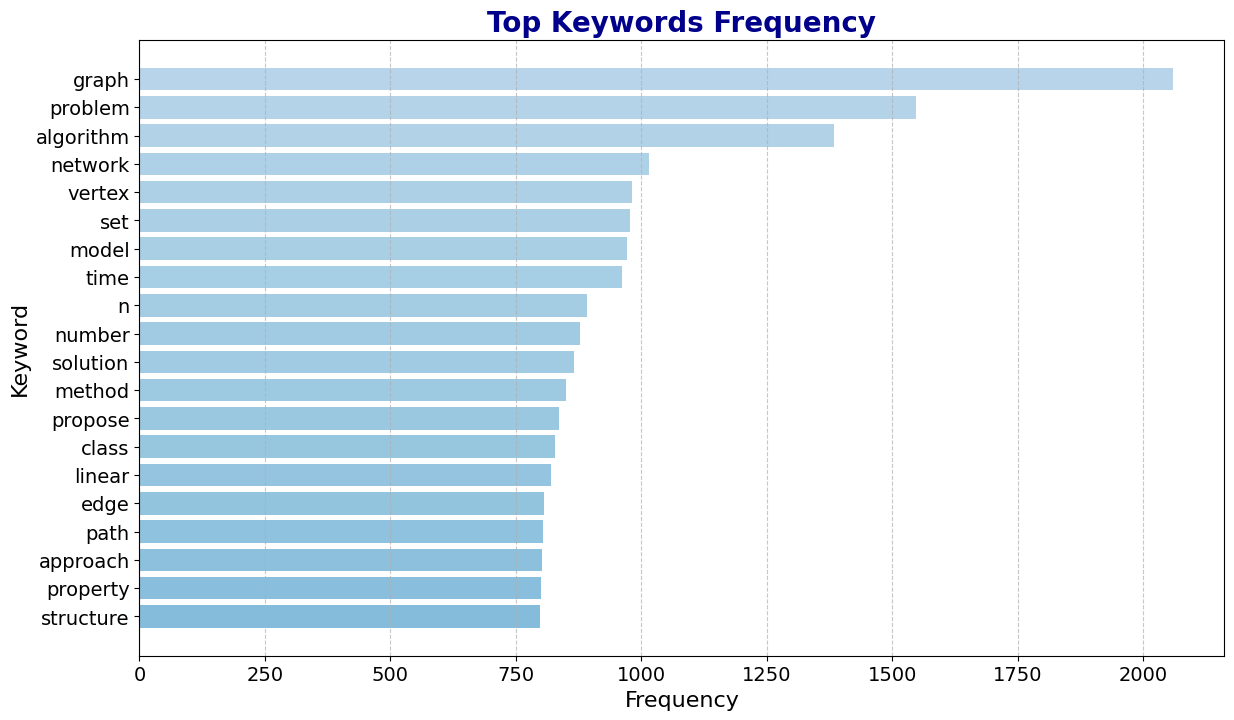 Top Keywords Frequency
Keyword
graph
problem
algorithm
network
vertex
set
model
time
n
number
solution
method
propose
class
linear
edge
path
approach
property
structure
0 250 500 750 1000 1250 1500 1750 2000
Frequency